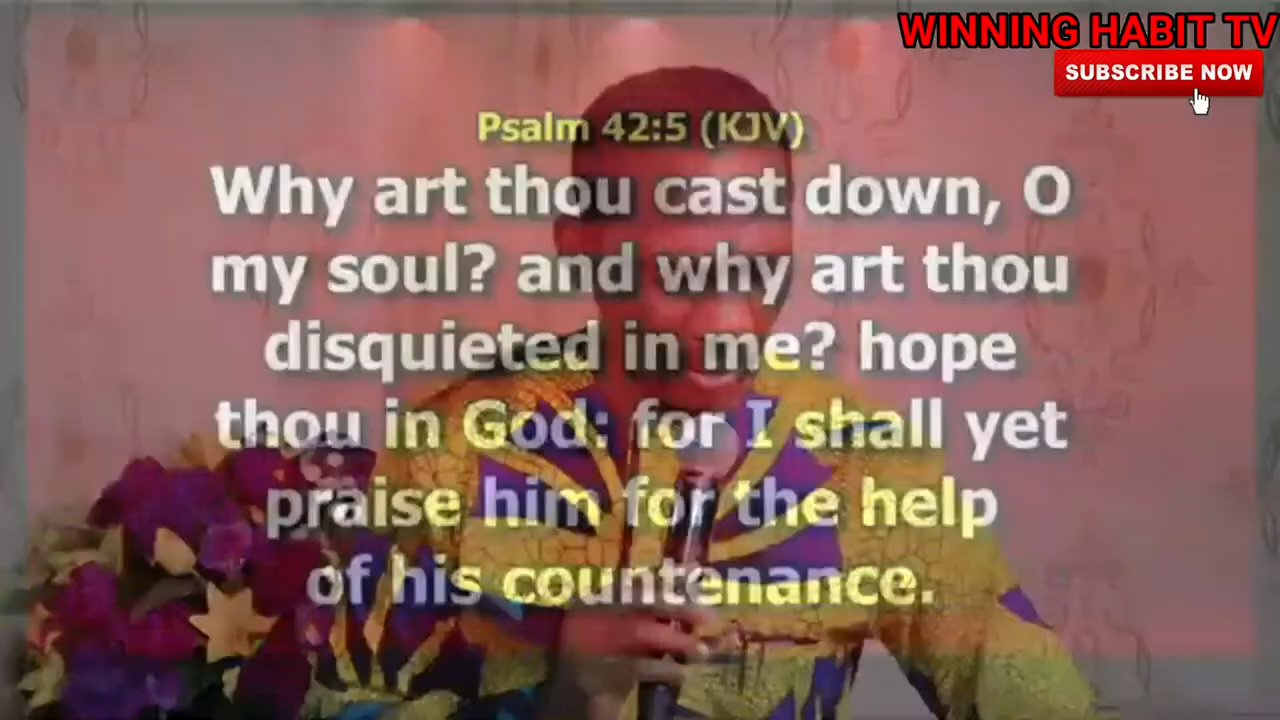 WINNING HABIT TV
SUBSCRIBE NOW
Psalm 42:5 (KJV)
Why art thou cast down, O
my soul? and why art thou
disquieted in me? hope
thou in God: for I shall yet
praise him for the help
of his countenance.